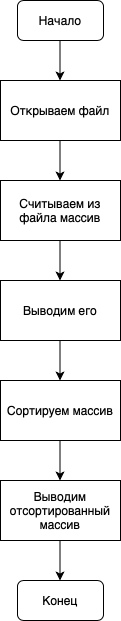 Начало
Открываем файл
Считываем из
файла массив
Выводим его
Сортируем массив
Выводим
отсортированный
массив
Конец